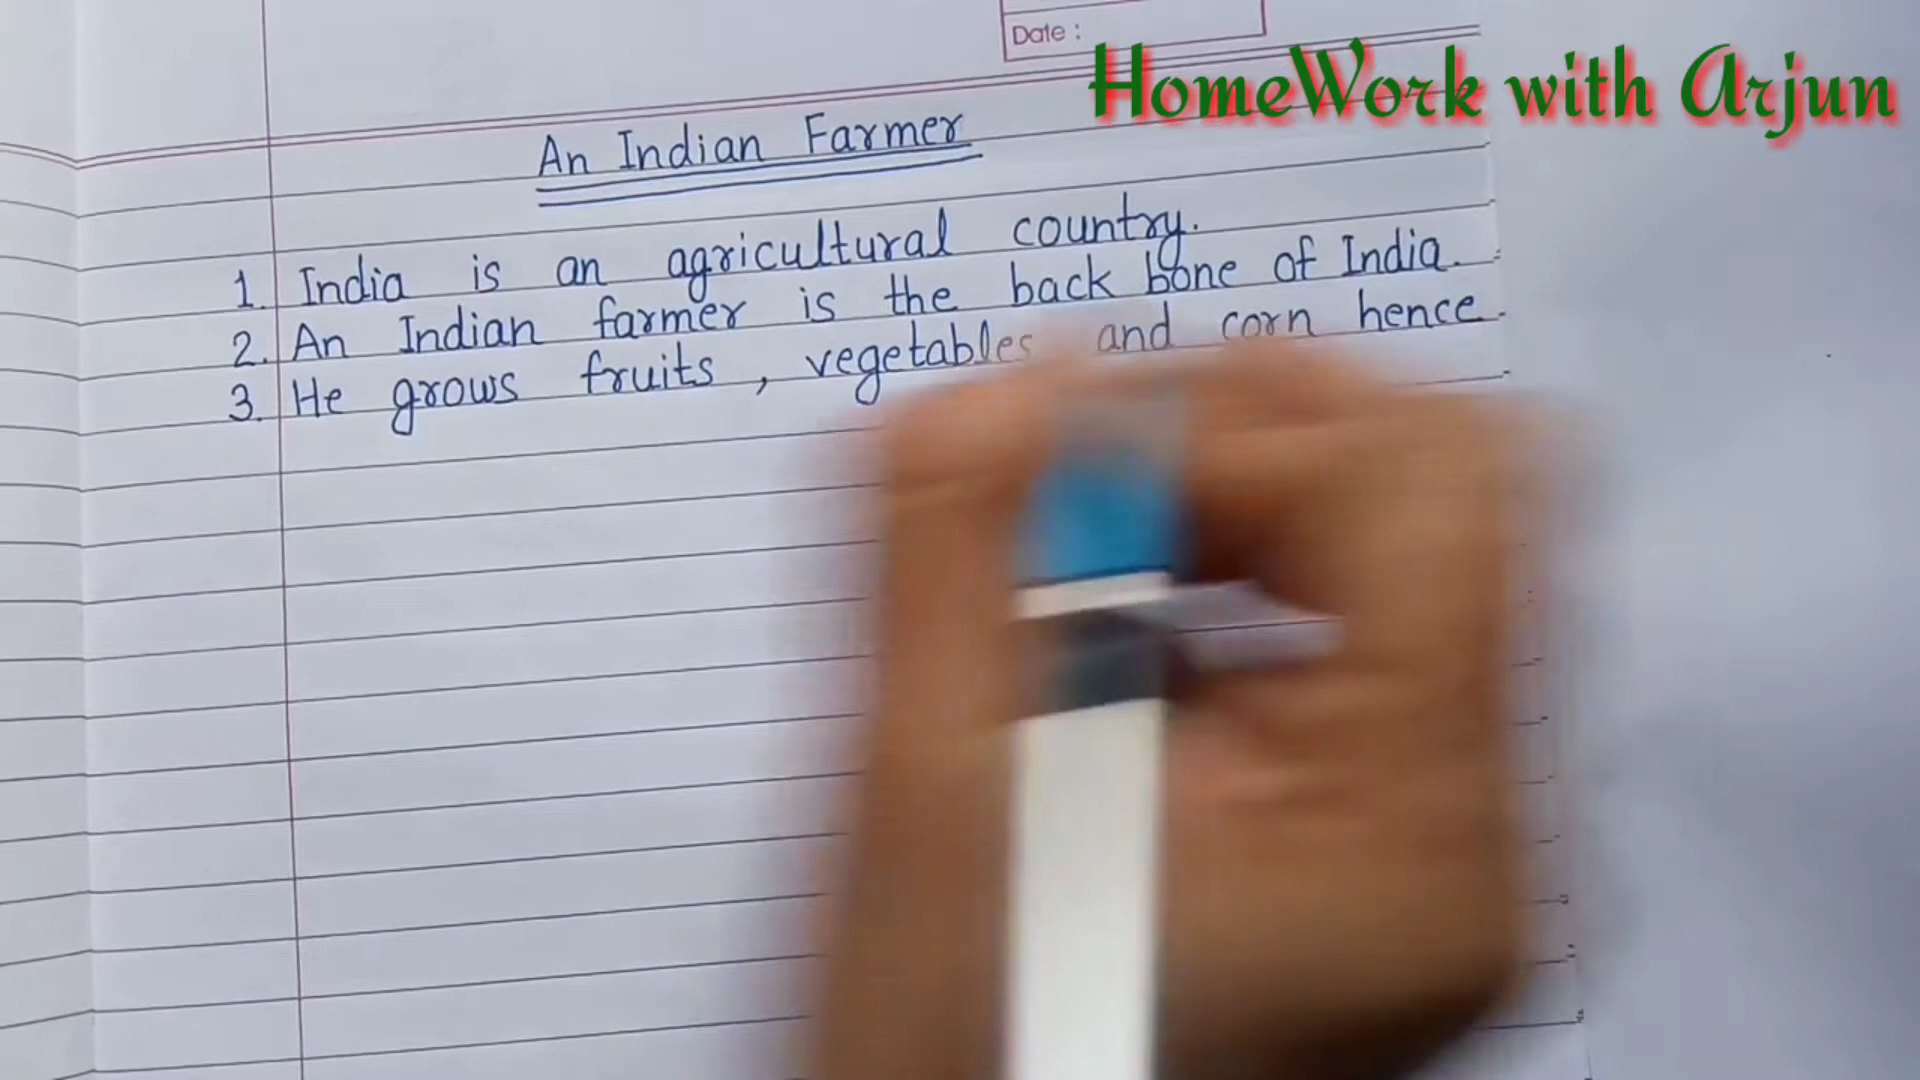 Date :
HomeWork with Arjun
An Indian Farmer
1. India is an agricultural country.
2. An Indian farmer is the back bone of India.
3. He grows fruits, vegetables and corn hence